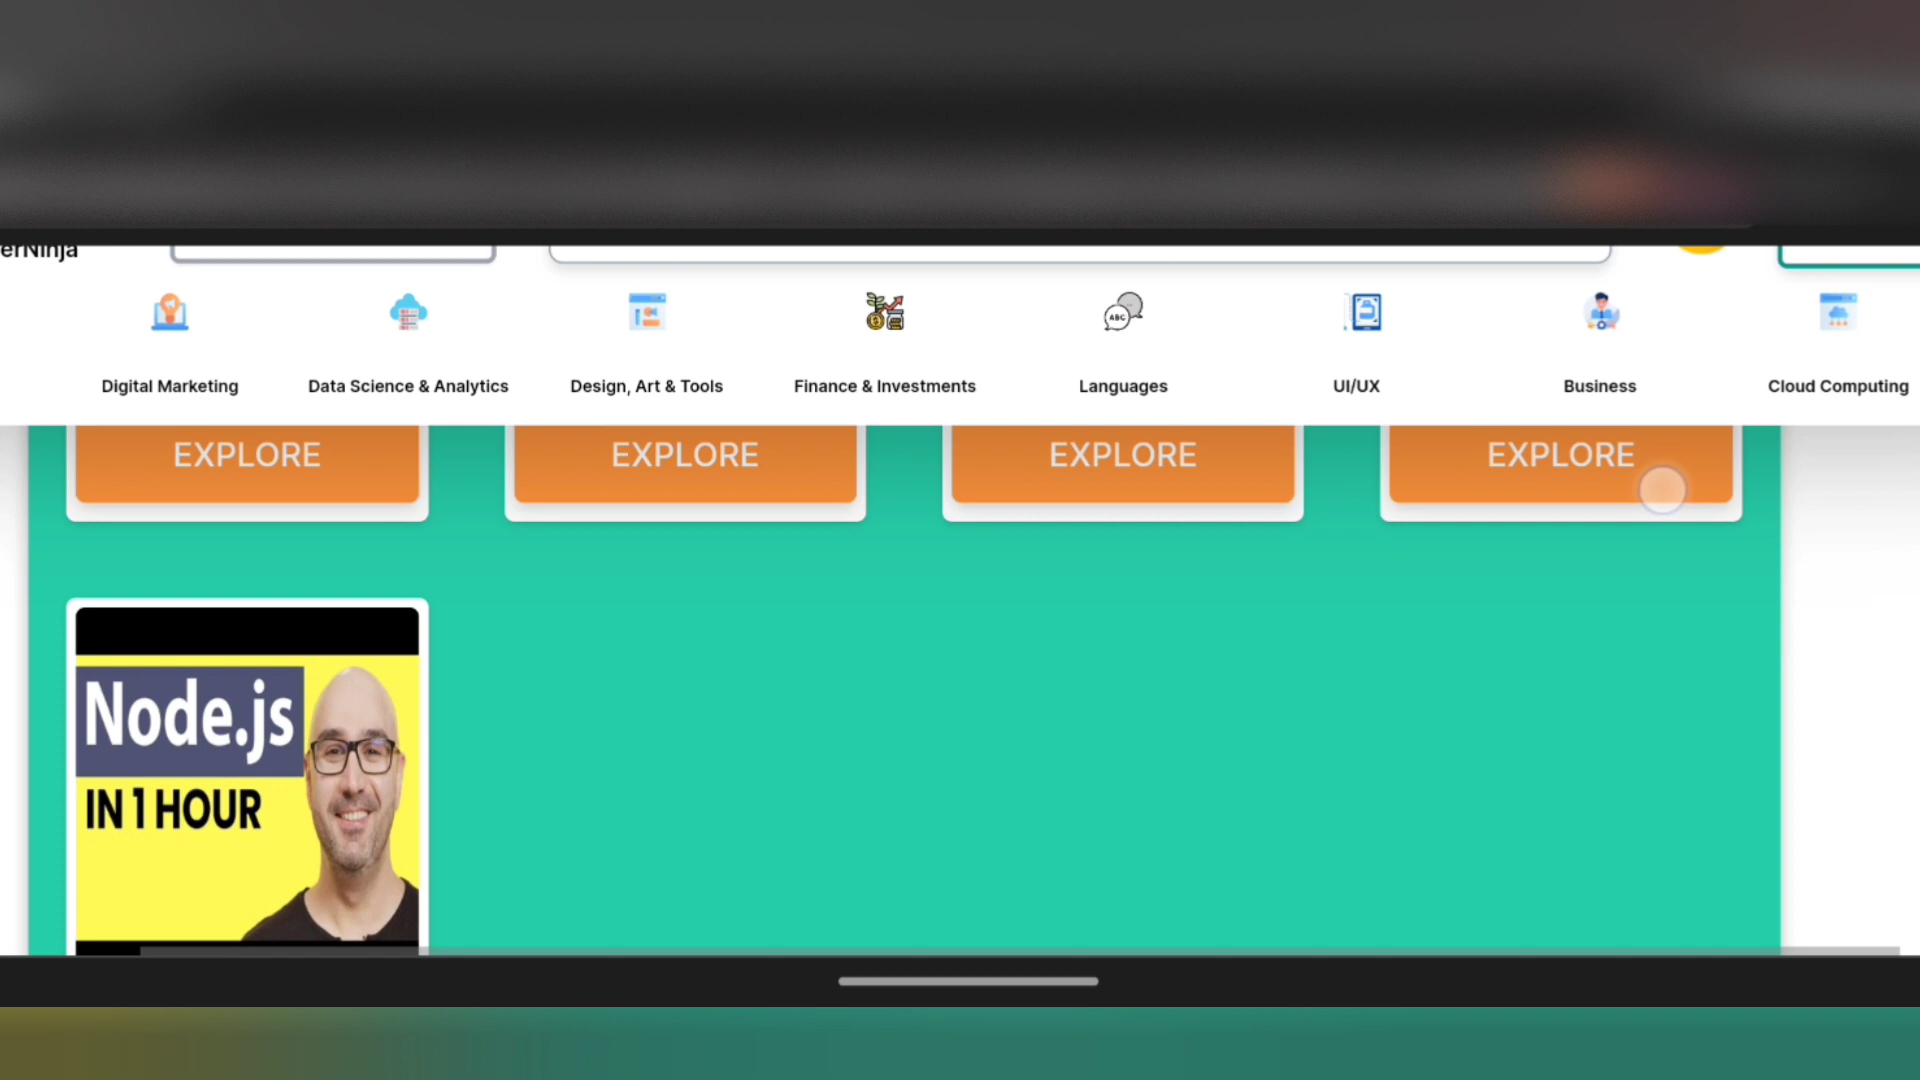 erNinja
Digital Marketing
Data Science & Analytics
Design, Art & Tools
Finance & Investments
ABC
Languages
UI/UX
Business
Cloud Computing
EXPLORE
EXPLORE
EXPLORE
EXPLORE
Node.js
IN 1 HOUR